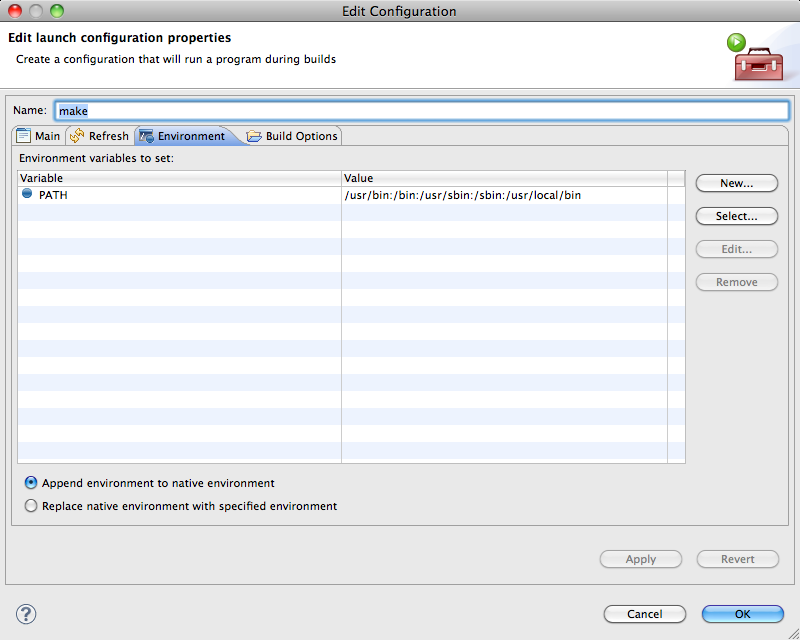 Edit Configuration
Edit launch configuration properties
Create a configuration that will run a program during builds
Name: make
Main Refresh Environment Build Options
Environment variables to set:
Variable Value
PATH /usr/bin:/bin:/usr/sbin:/sbin:/usr/local/bin
New...
Select...
Edit...
Remove
Append environment to native environment
Replace native environment with specified environment
Apply Revert
? Cancel OK